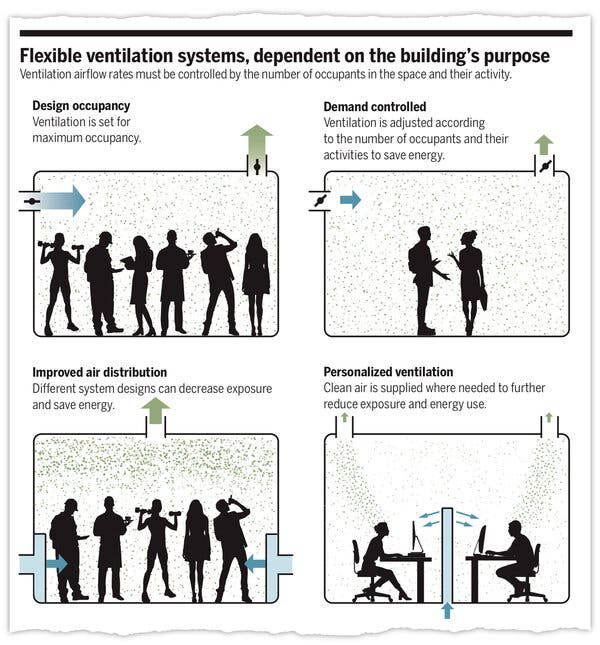 Flexible ventilation systems, dependent on the building's purpose
Ventilation airflow rates must be controlled by the number of occupants in the space and their activity.
Design occupancy
Ventilation is set for
maximum occupancy.
Demand controlled
Ventilation is adjusted according
to the number of occupants and their
activities to save energy.
Improved air distribution
Different system designs can decrease exposure
and save energy.
Personalized ventilation
Clean air is supplied where needed to further
reduce exposure and energy use.